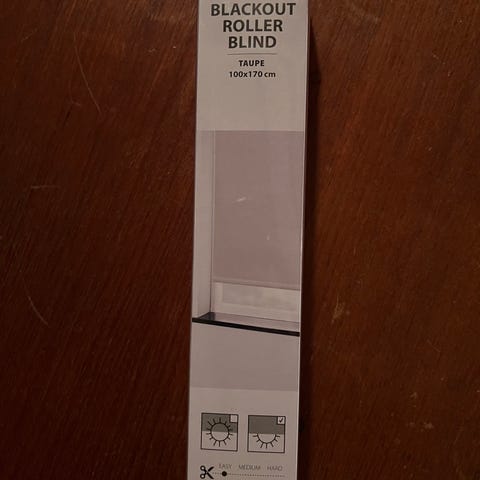 BLACKOUT
ROLLER
BLIND
TAUPE
100x170 cm
EASY MEDIUM HARD